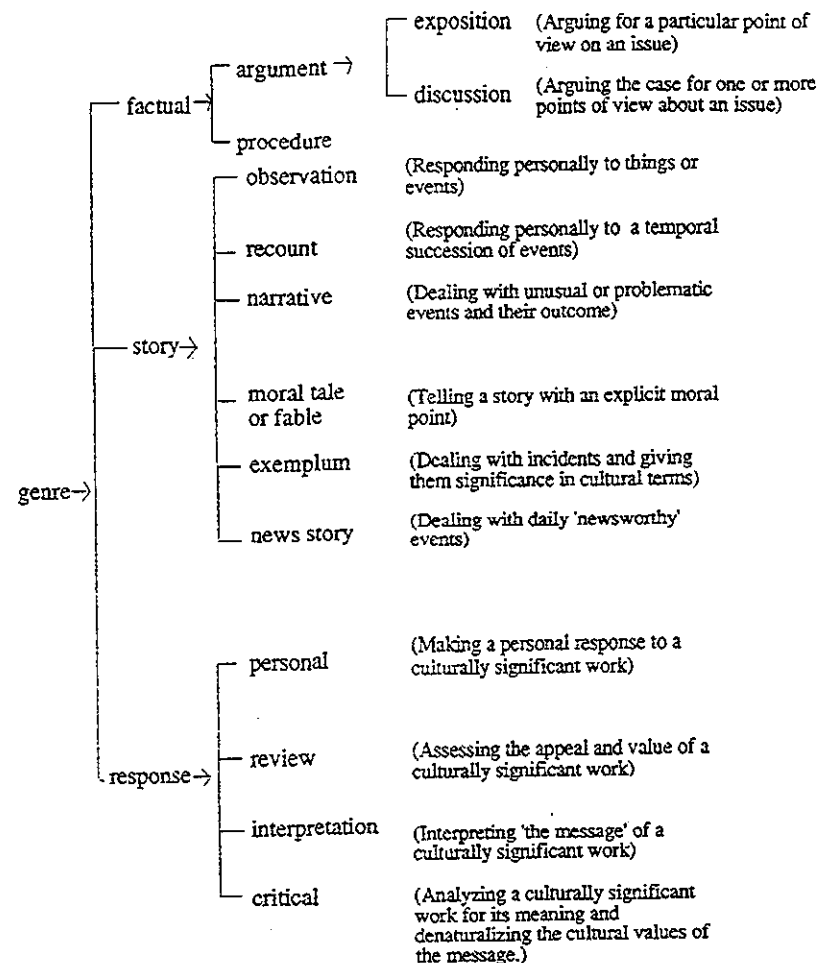 exposition (Arguing for a particular point of
view on an issue)
argument →
discussion (Arguing the case for one or more
points of view about an issue)
factual→
procedure
observation (Responding personally to things or
events)
recount (Responding personally to a temporal
succession of events)
narrative (Dealing with unusual or problematic
events and their outcome)
story→
moral tale (Telling a story with an explicit moral
or fable point)
exemplum (Dealing with incidents and giving
them significance in cultural terms)
genre→
news story (Dealing with daily 'newsworthy'
events)
personal (Making a personal response to a
culturally significant work)
review (Assessing the appeal and value of a
culturally significant work)
response→
interpretation (Interpreting 'the message' of a
culturally significant work)
critical (Analyzing a culturally significant
work for its meaning and
denaturalizing the cultural values of
the message.)